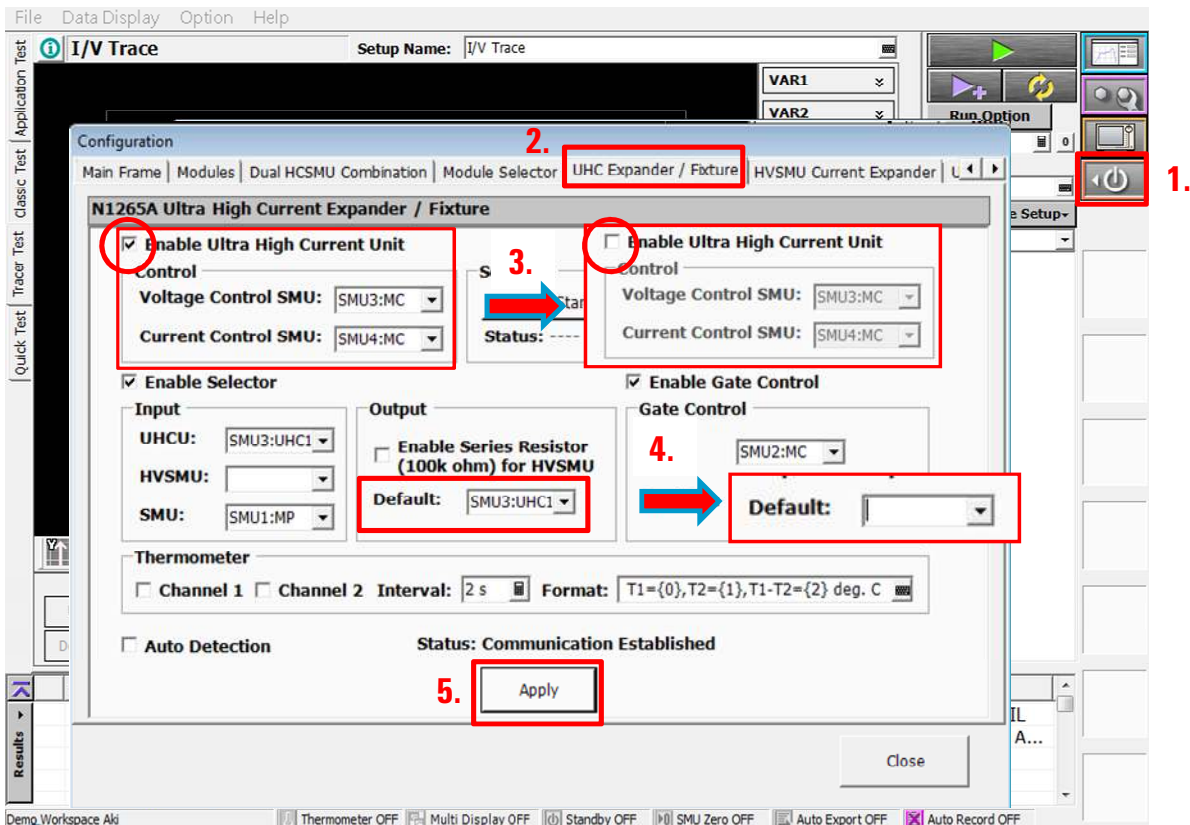 File Data Display Option Help
I/V Trace Setup Name: I/V Trace
VAR1
VAR2
Run Option
0
1.
Setup
Application Test
Classic Test
Tracer Test
Quick Test
Configuration
2.
Main Frame Modules Dual HCSMU Combination Module Selector UHC Expander / Fixture HVSMU Current Expander U
N1265A Ultra High Current Expander / Fixture
Enable Ultra High Current Unit
Control
Voltage Control SMU: SMU3:MC
Current Control SMU: SMU4:MC
3.
S
Star
Status: ----
Enable Ultra High Current Unit
Control
Voltage Control SMU: SMU3:MC
Current Control SMU: SMU4:MC
Enable Selector
Input
UHCU: SMU3:UHC1
HVSMU:
SMU: SMU1:MP
Output
Enable Series Resistor
(100k ohm) for HVSMU
Default: SMU3:UHC1
Enable Gate Control
Gate Control
4.
SMU2:MC
Default:
Thermometer
Channel 1 Channel 2 Interval: 2 s Format: T1={0},T2={1},T1-T2={2} deg. C
Auto Detection Status: Communication Established
5.
Apply
Close
Y
D
IL
A...
Results
Demo Workspace Aki Thermometer OFF Multi Display OFF Standby OFF SMU Zero OFF Auto Export OFF Auto Record OFF